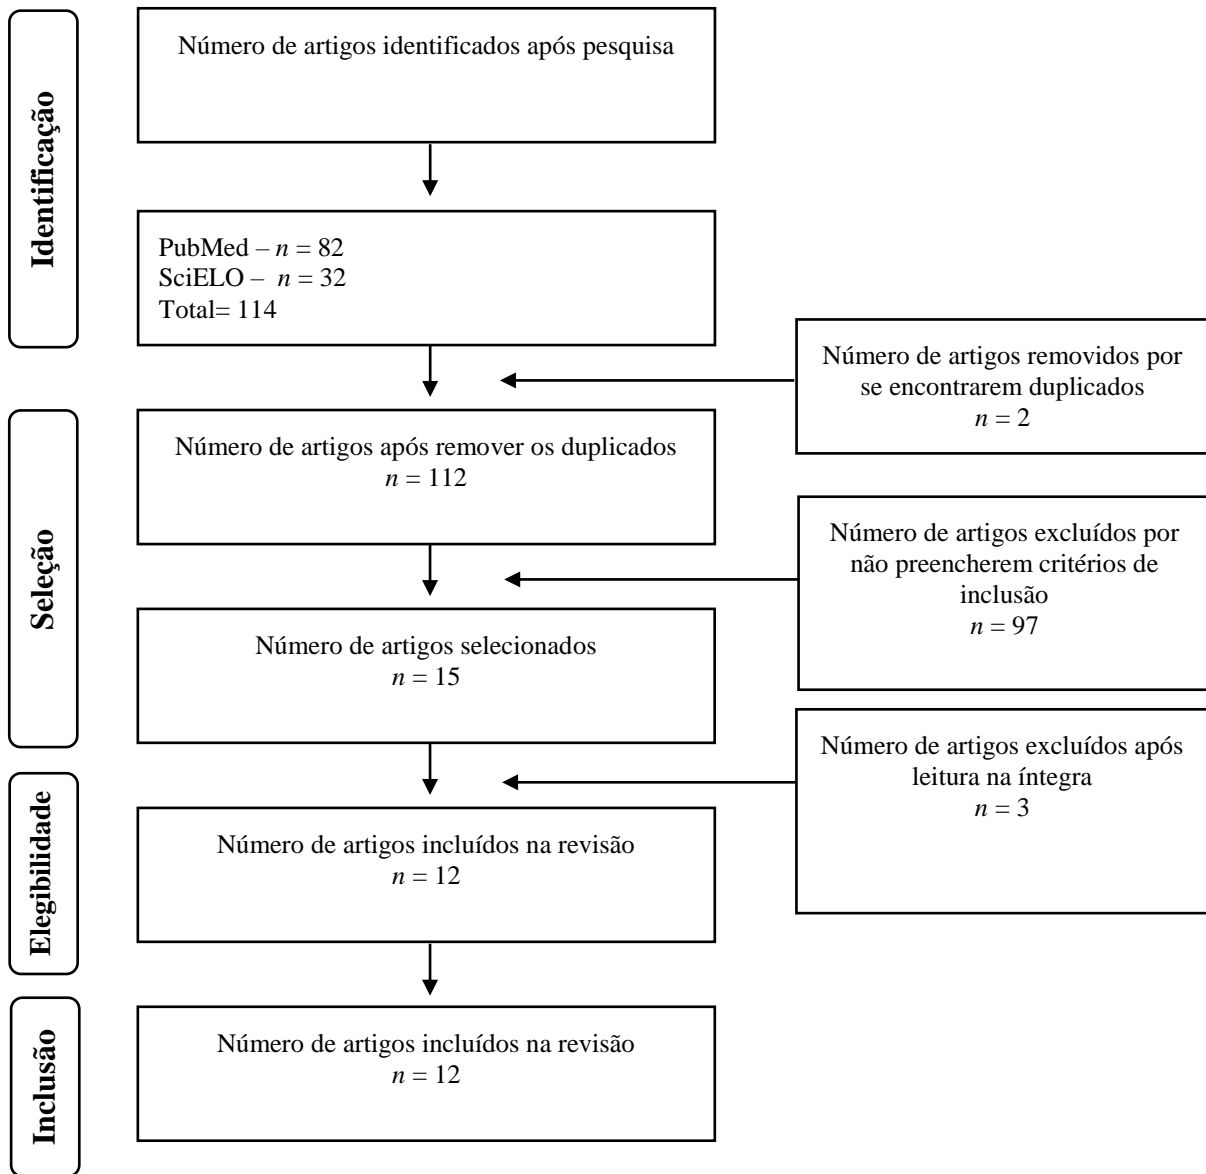 Identificação
Número de artigos identificados após pesquisa
PubMed – n = 82
SciELO – n = 32
Total= 114
Número de artigos removidos por
se encontrarem duplicados
n = 2
Seleção
Número de artigos após remover os duplicados
n = 112
Número de artigos excluídos por
não preencherem critérios de
inclusão
n = 97
Número de artigos selecionados
n = 15
Número de artigos excluídos após
leitura na íntegra
n = 3
Elegibilidade
Número de artigos incluídos na revisão
n = 12
Inclusão
Número de artigos incluídos na revisão
n = 12